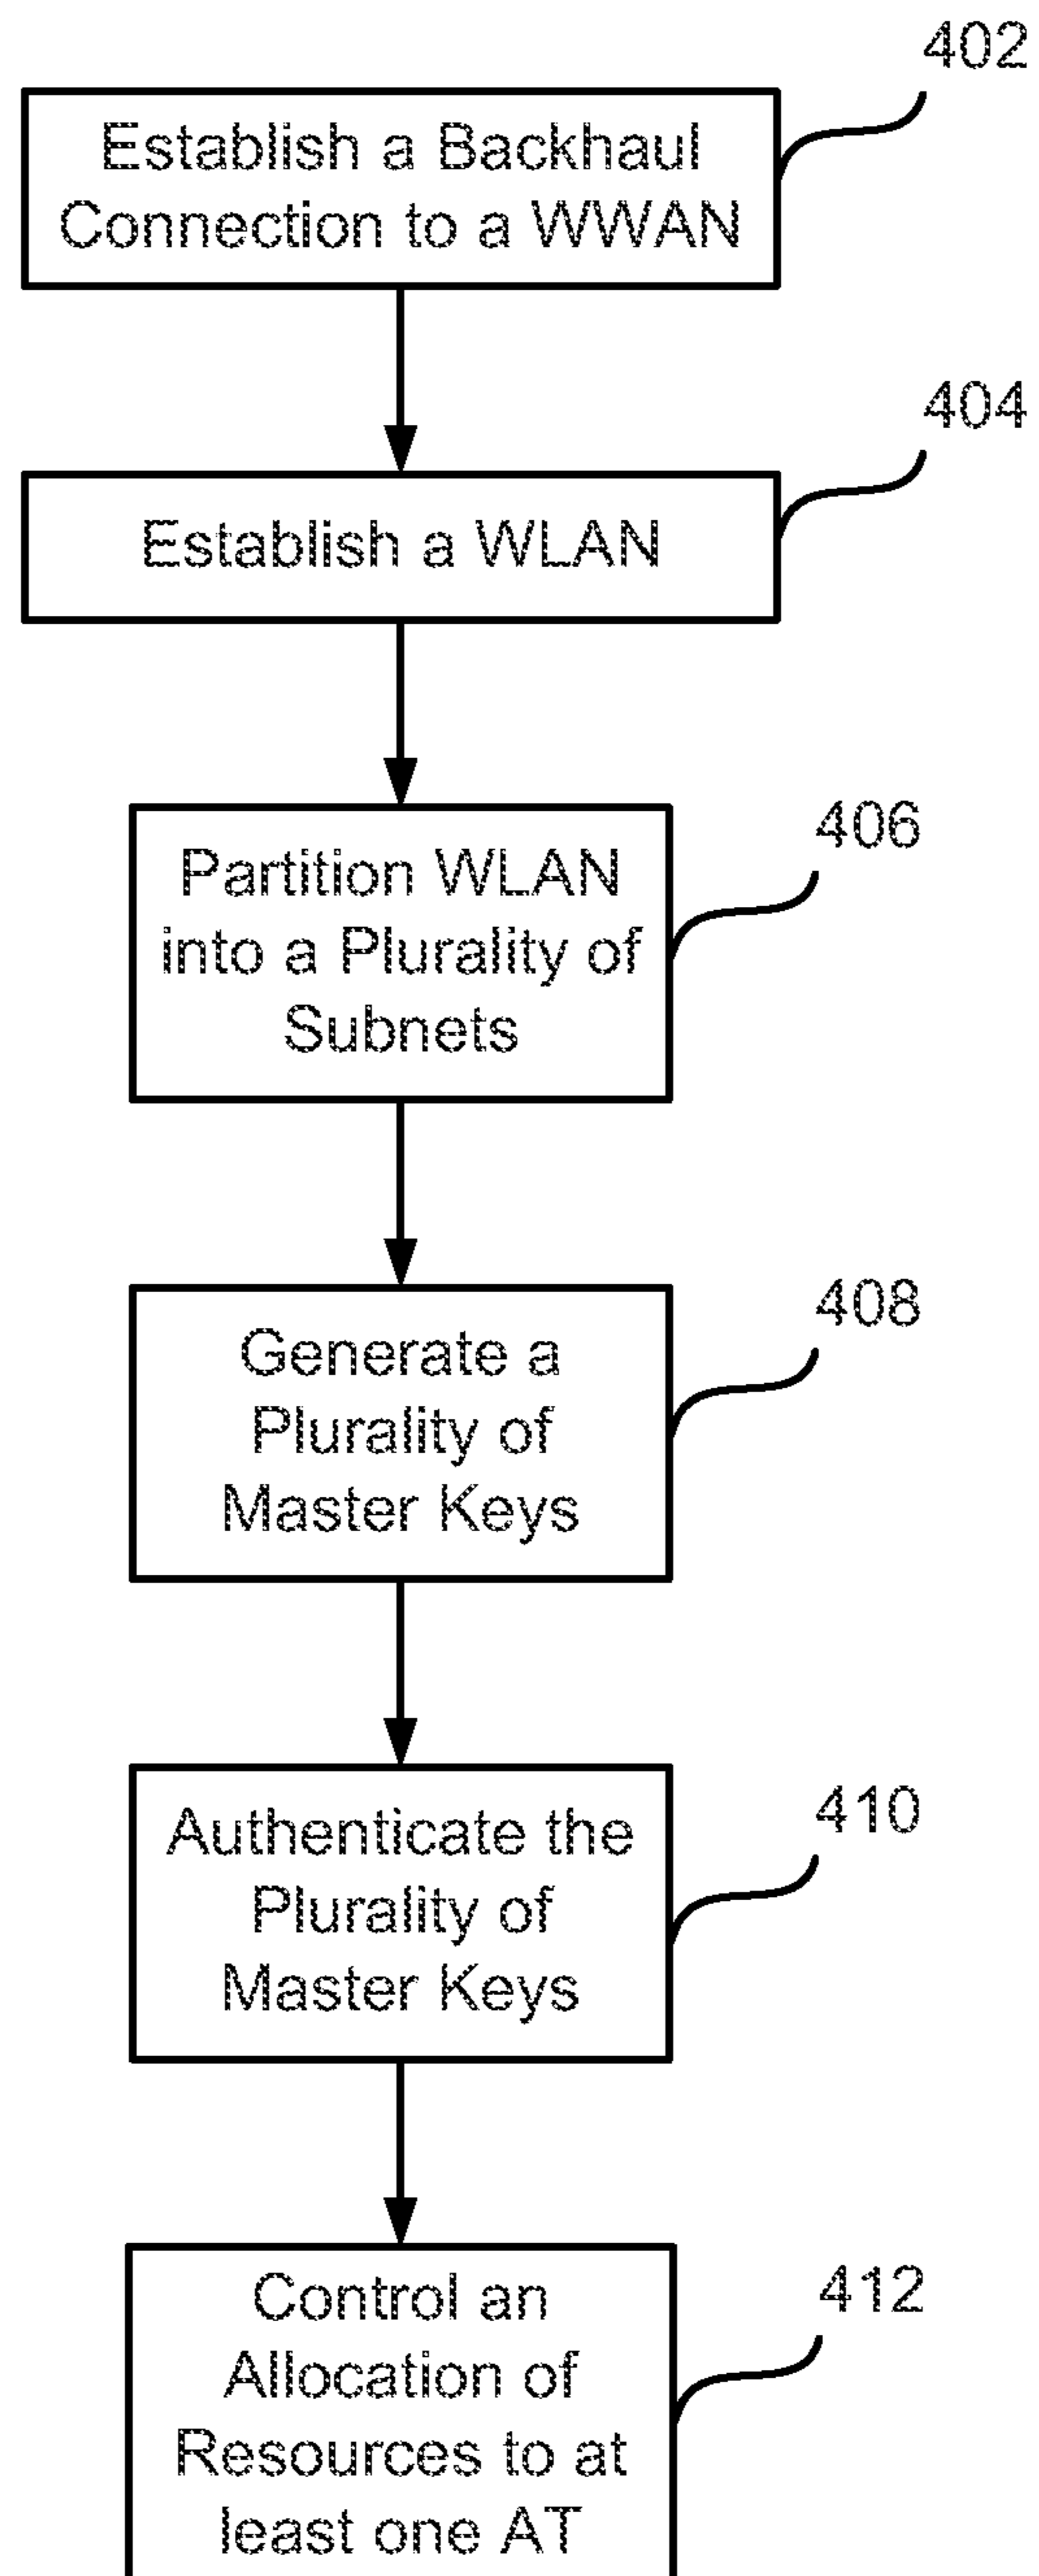 402
Establish a Backhaul
Connection to a WWAN
404
Establish a WLAN
406
Partition WLAN
into a Plurality of
Subnets
408
Generate a
Plurality of
Master Keys
410
Authenticate the
Plurality of
Master Keys
412
Control an
Allocation of
Resources to at
least one AT